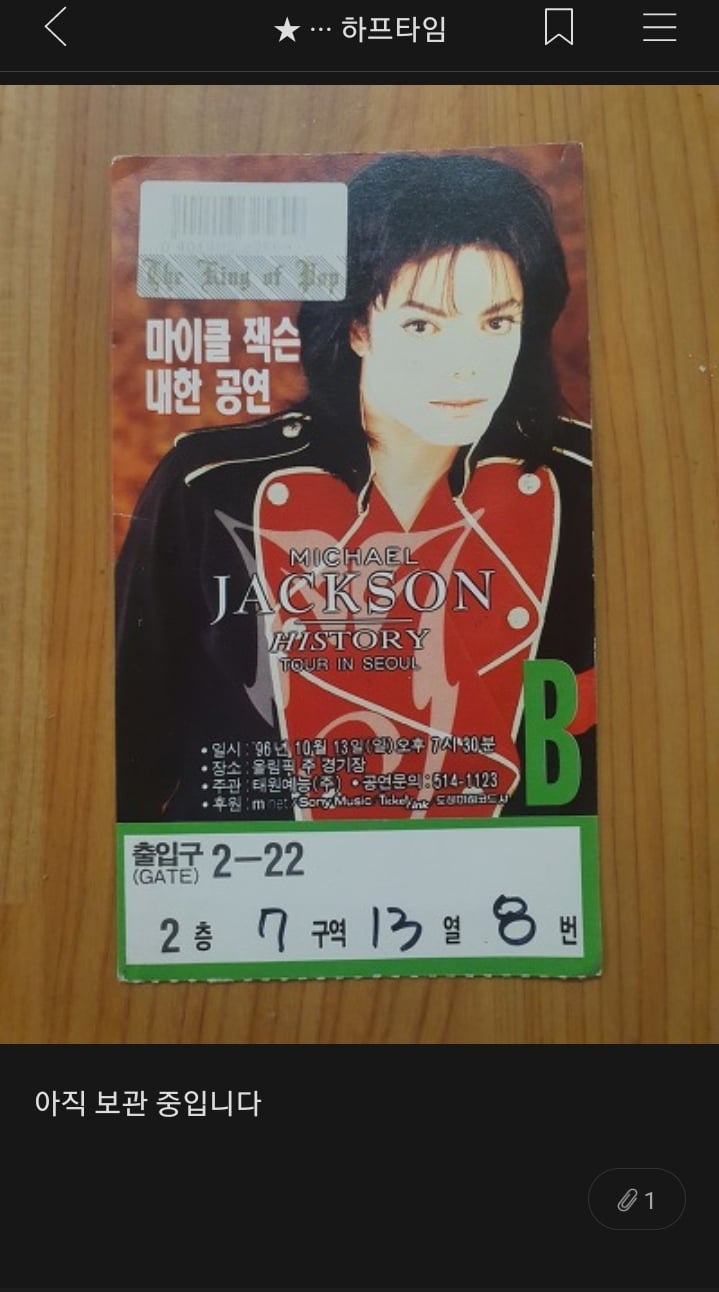 ★ ··· 하프타임
The King of Pop
마이클 잭슨
내한 공연
MICHAEL
JACKSON
HISTORY
TOUR IN SEOUL
B
• 일시 : '96년 10월 13일(일)오후 7시 30분
• 장소 : 올림픽 주 경기장
• 주관 : 태원예능(주) • 공연문의 : 514-1123
• 후원 : m net / Sony Music / Ticket Link
출입구 2-22
(GATE)
2 층 7 구역 13 열 8 번
아직 보관 중입니다
1